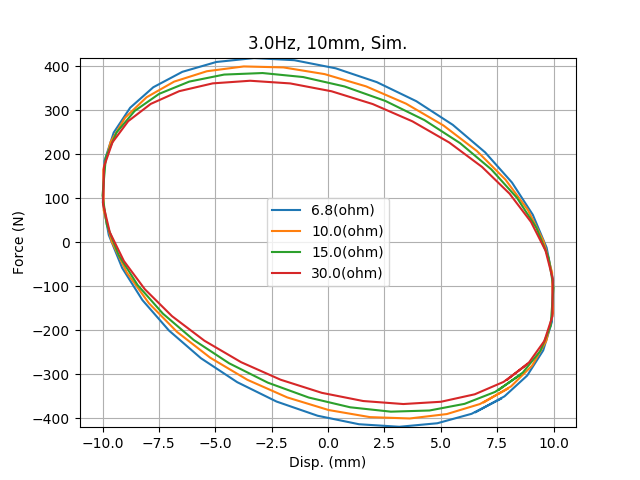 3.0Hz, 10mm, Sim.
400
300
200
100
0
−100
−200
−300
−400
Force (N)
6.8(ohm)
10.0(ohm)
15.0(ohm)
30.0(ohm)
−10.0 −7.5 −5.0 −2.5 0.0 2.5 5.0 7.5 10.0
Disp. (mm)